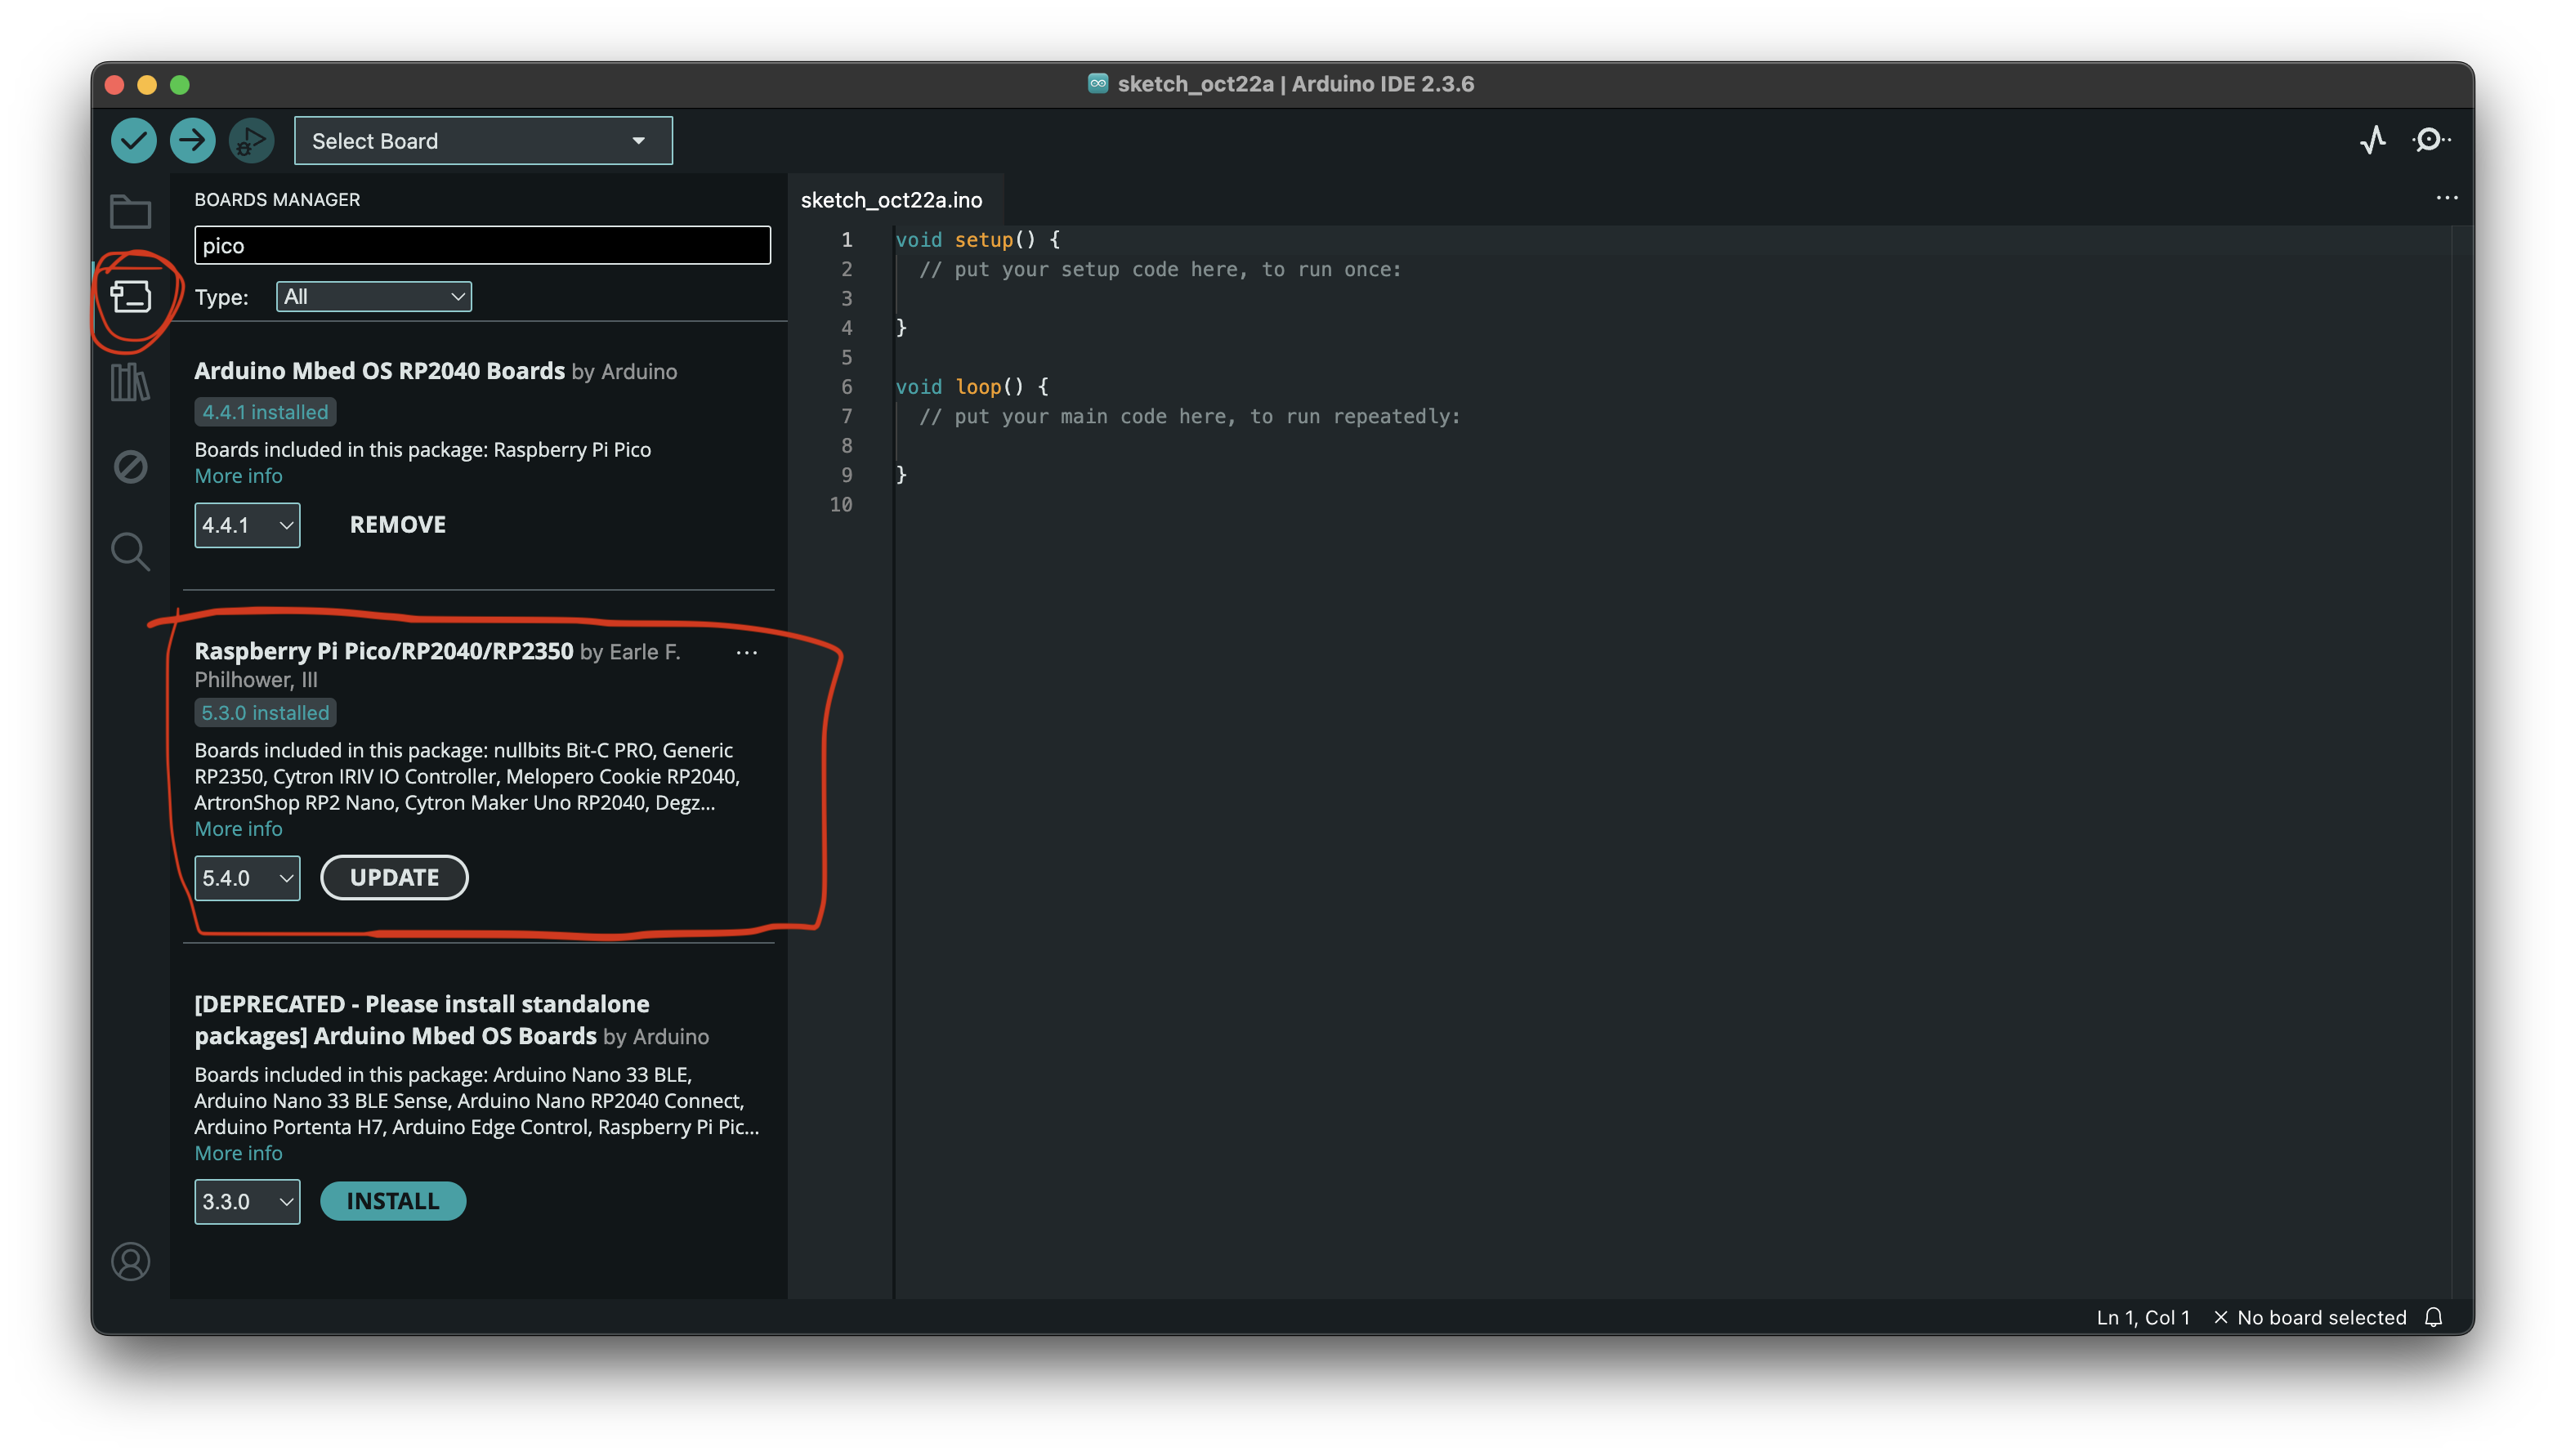 sketch_oct22a | Arduino IDE 2.3.6
Select Board
BOARDS MANAGER
pico
Type: All
Arduino Mbed OS RP2040 Boards by Arduino
4.4.1 installed
Boards included in this package: Raspberry Pi Pico
More info
4.4.1 REMOVE
Raspberry Pi Pico/RP2040/RP2350 by Earle F. ...
Philhower, III
5.3.0 installed
Boards included in this package: nullbits Bit-C PRO, Generic
RP2350, Cytron IRIV IO Controller, Melopero Cookie RP2040,
ArtronShop RP2 Nano, Cytron Maker Uno RP2040, Degz...
More info
5.4.0 UPDATE
[DEPRECATED - Please install standalone
packages] Arduino Mbed OS Boards by Arduino
Boards included in this package: Arduino Nano 33 BLE,
Arduino Nano 33 BLE Sense, Arduino Nano RP2040 Connect,
Arduino Portenta H7, Arduino Edge Control, Raspberry Pi Pic...
More info
3.3.0 INSTALL
sketch_oct22a.ino ...
1 void setup() {
2 // put your setup code here, to run once:
3
4 }
5
6 void loop() {
7 // put your main code here, to run repeatedly:
8
9 }
10
Ln 1, Col 1 × No board selected